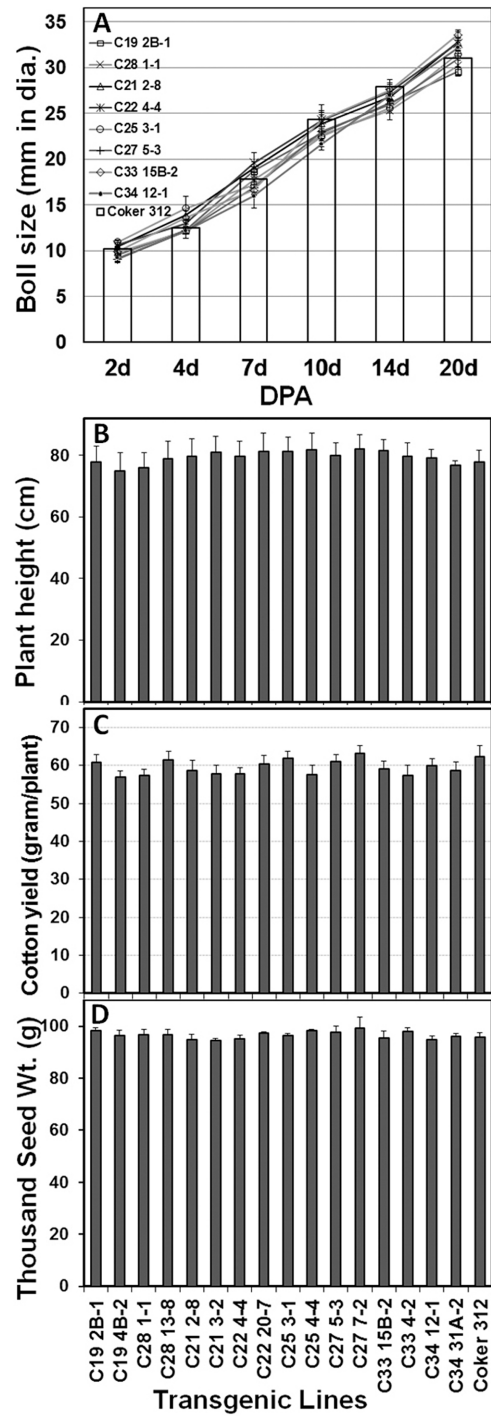 A
Boll size (mm in dia.)
35
30
25
20
15
10
5
0
C19 2B-1
C28 1-1
C21 2-8
C22 4-4
C25 3-1
C27 5-3
C33 15B-2
C34 12-1
Coker 312
2d 4d 7d 10d 14d 20d
DPA
B
Plant height (cm)
80
60
40
20
0
C
Cotton yield (gram/plant)
70
60
50
40
30
20
10
0
D
Thousand Seed Wt. (g)
100
80
60
40
20
0
C19 2B-1
C19 4B-2
C28 1-1
C28 13-8
C21 2-8
C21 3-2
C22 4-4
C22 20-7
C25 3-1
C25 4-4
C27 5-3
C27 7-2
C33 15B-2
C33 4-2
C34 12-1
C34 31A-2
Coker 312
Transgenic Lines